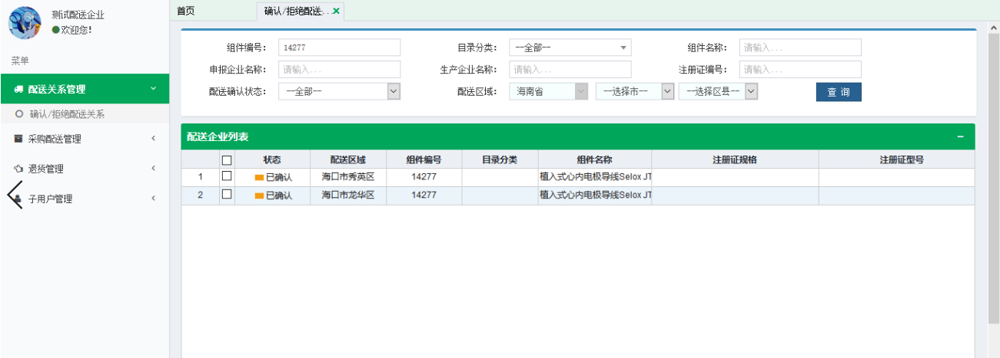 测试配送企业
欢迎您!
菜单
配送关系管理
确认/拒绝配送关系
采购配送管理
退货管理
子用户管理
首页 确认/拒绝配送...
组件编号: 14277 目录分类: --全部-- 组件名称: 请输入...
申报企业名称: 请输入... 生产企业名称: 请输入... 注册证编号: 请输入...
配送确认状态: --全部-- 配送区域: 海南省 --选择市-- --选择区县-- 查 询
配送企业列表
状态 配送区域 组件编号 目录分类 组件名称 注册证规格 注册证型号
1 已确认 海口市秀英区 14277 植入式心内电极导线Selox JT
2 已确认 海口市龙华区 14277 植入式心内电极导线Selox JT